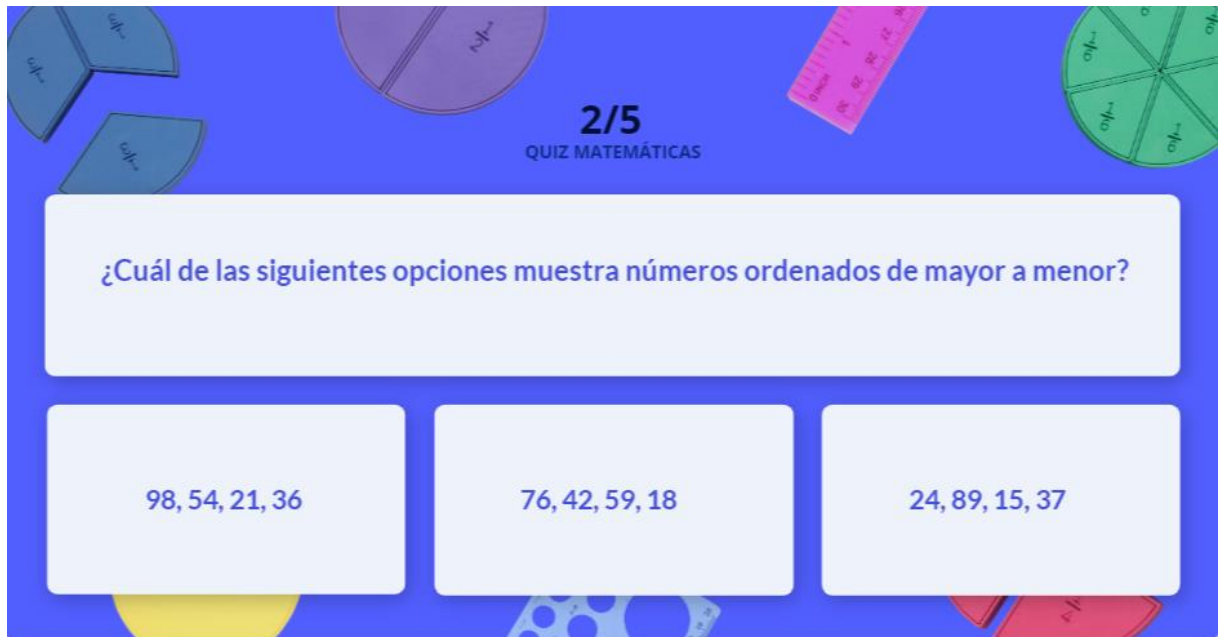 2/5
QUIZ MATEMÁTICAS
¿Cuál de las siguientes opciones muestra números ordenados de mayor a menor?
98, 54, 21, 36
76, 42, 59, 18
24, 89, 15, 37